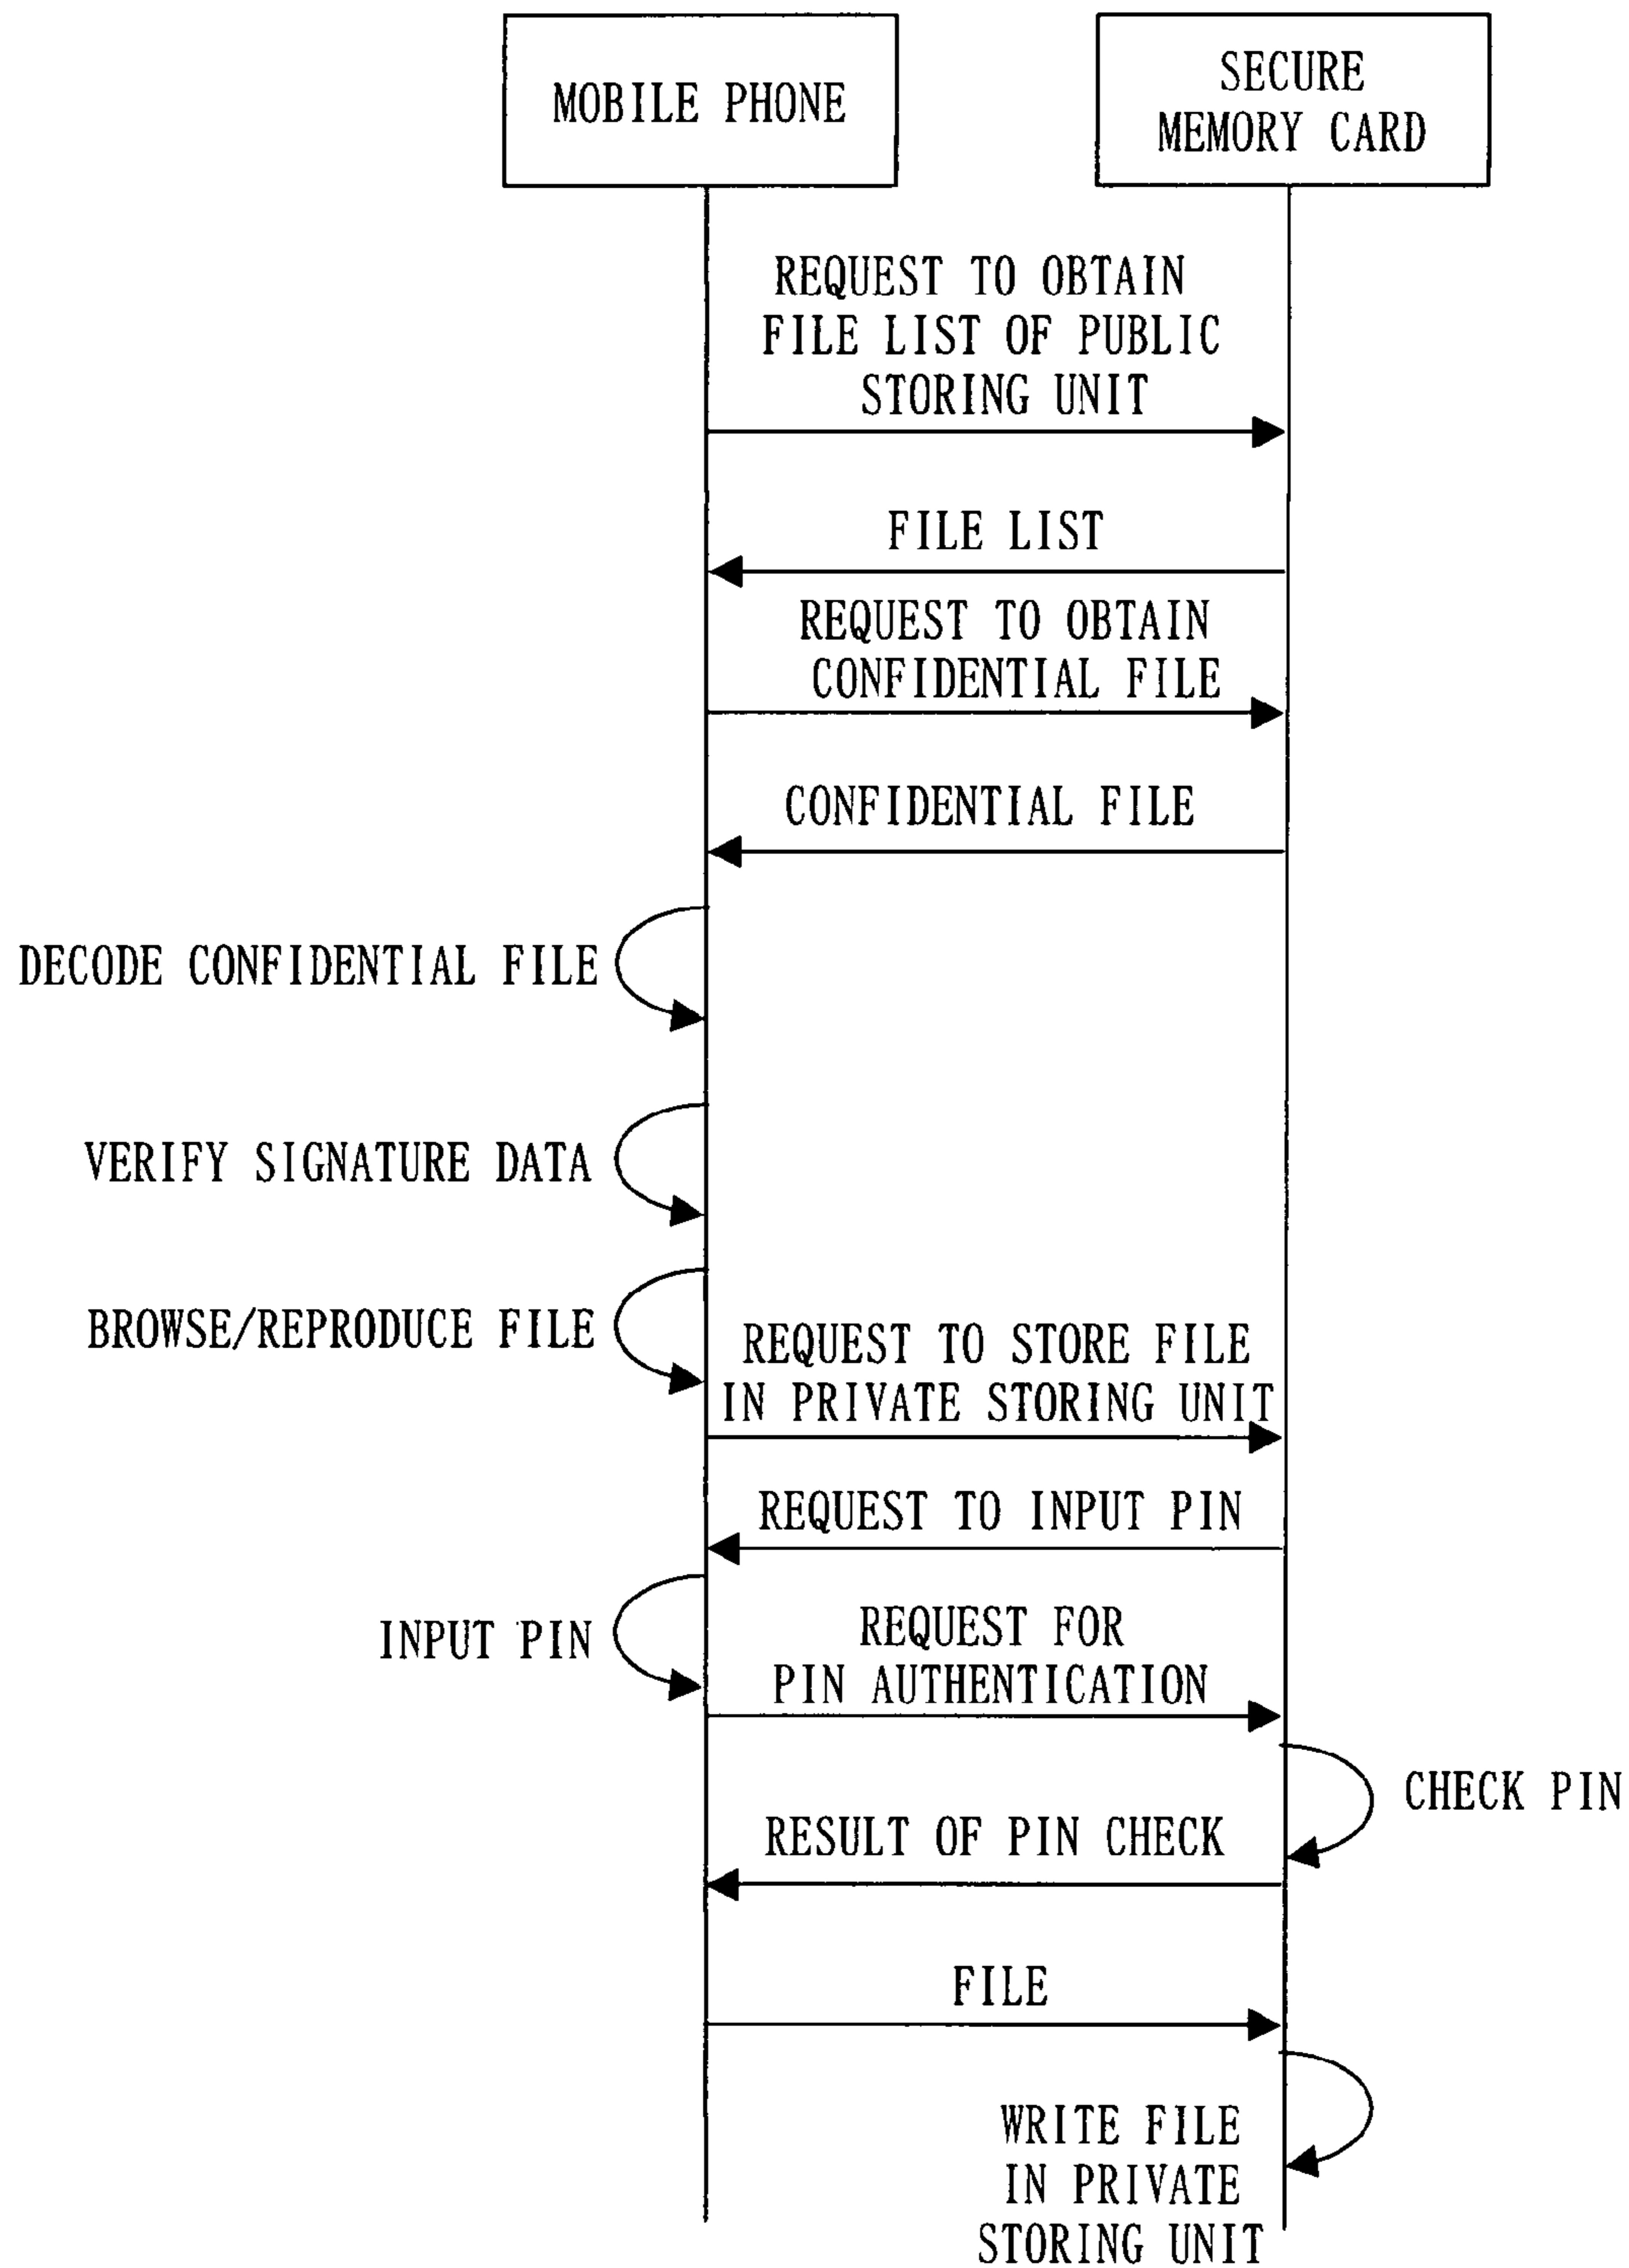 MOBILE PHONE
SECURE
MEMORY CARD
REQUEST TO OBTAIN
FILE LIST OF PUBLIC
STORING UNIT
FILE LIST
REQUEST TO OBTAIN
CONFIDENTIAL FILE
CONFIDENTIAL FILE
DECODE CONFIDENTIAL FILE
VERIFY SIGNATURE DATA
BROWSE/REPRODUCE FILE
REQUEST TO STORE FILE
IN PRIVATE STORING UNIT
REQUEST TO INPUT PIN
INPUT PIN
REQUEST FOR
PIN AUTHENTICATION
CHECK PIN
RESULT OF PIN CHECK
FILE
WRITE FILE
IN PRIVATE
STORING UNIT